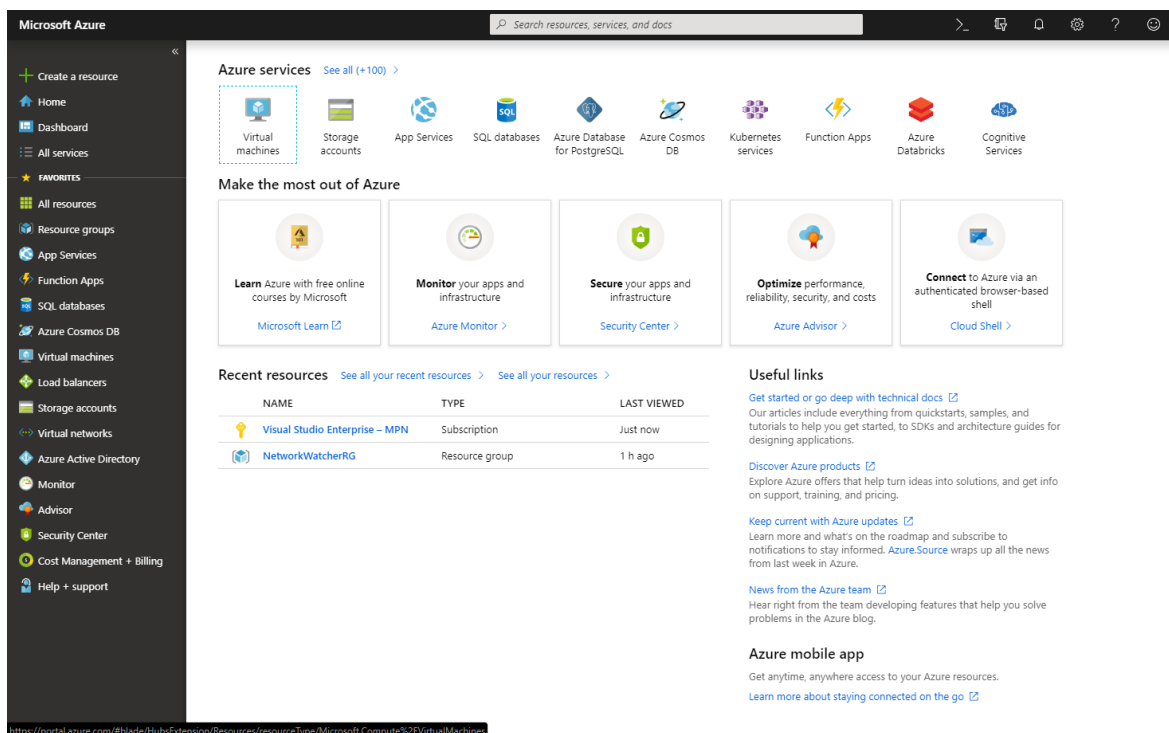 Microsoft Azure
Search resources, services, and docs
«
Create a resource
Home
Dashboard
All services
FAVORITES
All resources
Resource groups
App Services
Function Apps
SQL databases
Azure Cosmos DB
Virtual machines
Load balancers
Storage accounts
Virtual networks
Azure Active Directory
Monitor
Advisor
Security Center
Cost Management + Billing
Help + support
Azure services See all (+100) >
Virtual
machines
Storage
accounts
App Services
SQL
SQL databases
Azure Database
for PostgreSQL
Azure Cosmos
DB
Kubernetes
services
Function Apps
Azure
Databricks
Cognitive
Services
Make the most out of Azure
Learn Azure with free online
courses by Microsoft
Microsoft Learn
Monitor your apps and
infrastructure
Azure Monitor >
Secure your apps and
infrastructure
Security Center >
Optimize performance,
reliability, security, and costs
Azure Advisor >
Connect to Azure via an
authenticated browser-based
shell
Cloud Shell >
Recent resources See all your recent resources > See all your resources >
NAME TYPE LAST VIEWED
Visual Studio Enterprise – MPN Subscription Just now
NetworkWatcherRG Resource group 1 h ago
Useful links
Get started or go deep with technical docs
Our articles include everything from quickstarts, samples, and
tutorials to help you get started, to SDKs and architecture guides for
designing applications.
Discover Azure products
Explore Azure offers that help turn ideas into solutions, and get info
on support, training, and pricing.
Keep current with Azure updates
Learn more and what's on the roadmap and subscribe to
notifications to stay informed. Azure.Source wraps up all the news
from last week in Azure.
News from the Azure team
Hear right from the team developing features that help you solve
problems in the Azure blog.
Azure mobile app
Get anytime, anywhere access to your Azure resources.
Learn more about staying connected on the go
https://portal.azure.com/#blade/HubsExtension/Resources/resourceType/Microsoft.Compute%2FVirtualMachines